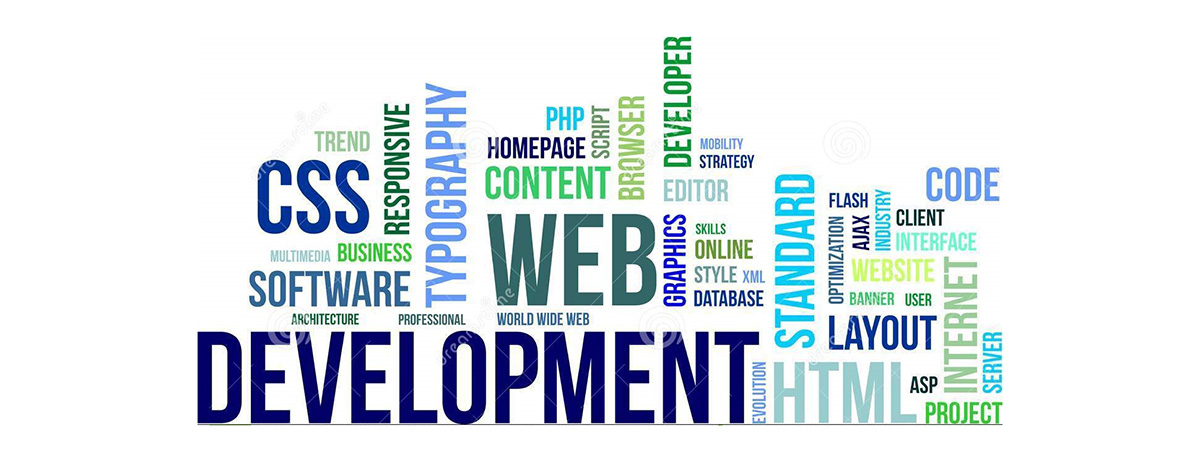 TREND
CSS
RESPONSIVE
TYPOGRAPHY
MULTIMEDIA
BUSINESS
SOFTWARE
ARCHITECTURE
PROFESSIONAL
PHP
SCRIPT
BROWSER
DEVELOPER
HOMEPAGE
CONTENT
MOBILITY
STRATEGY
EDITOR
WEB
GRAPHICS
SKILLS
ONLINE
STYLE
XML
DATABASE
WORLD WIDE WEB
DEVELOPMENT
EVOLUTION
STANDARD
OPTIMIZATION
FLASH
AJAX
INDUSTRY
CODE
CLIENT
INTERFACE
WEBSITE
BANNER
USER
LAYOUT
INTERNET
SERVER
HTML
ASP
PROJECT